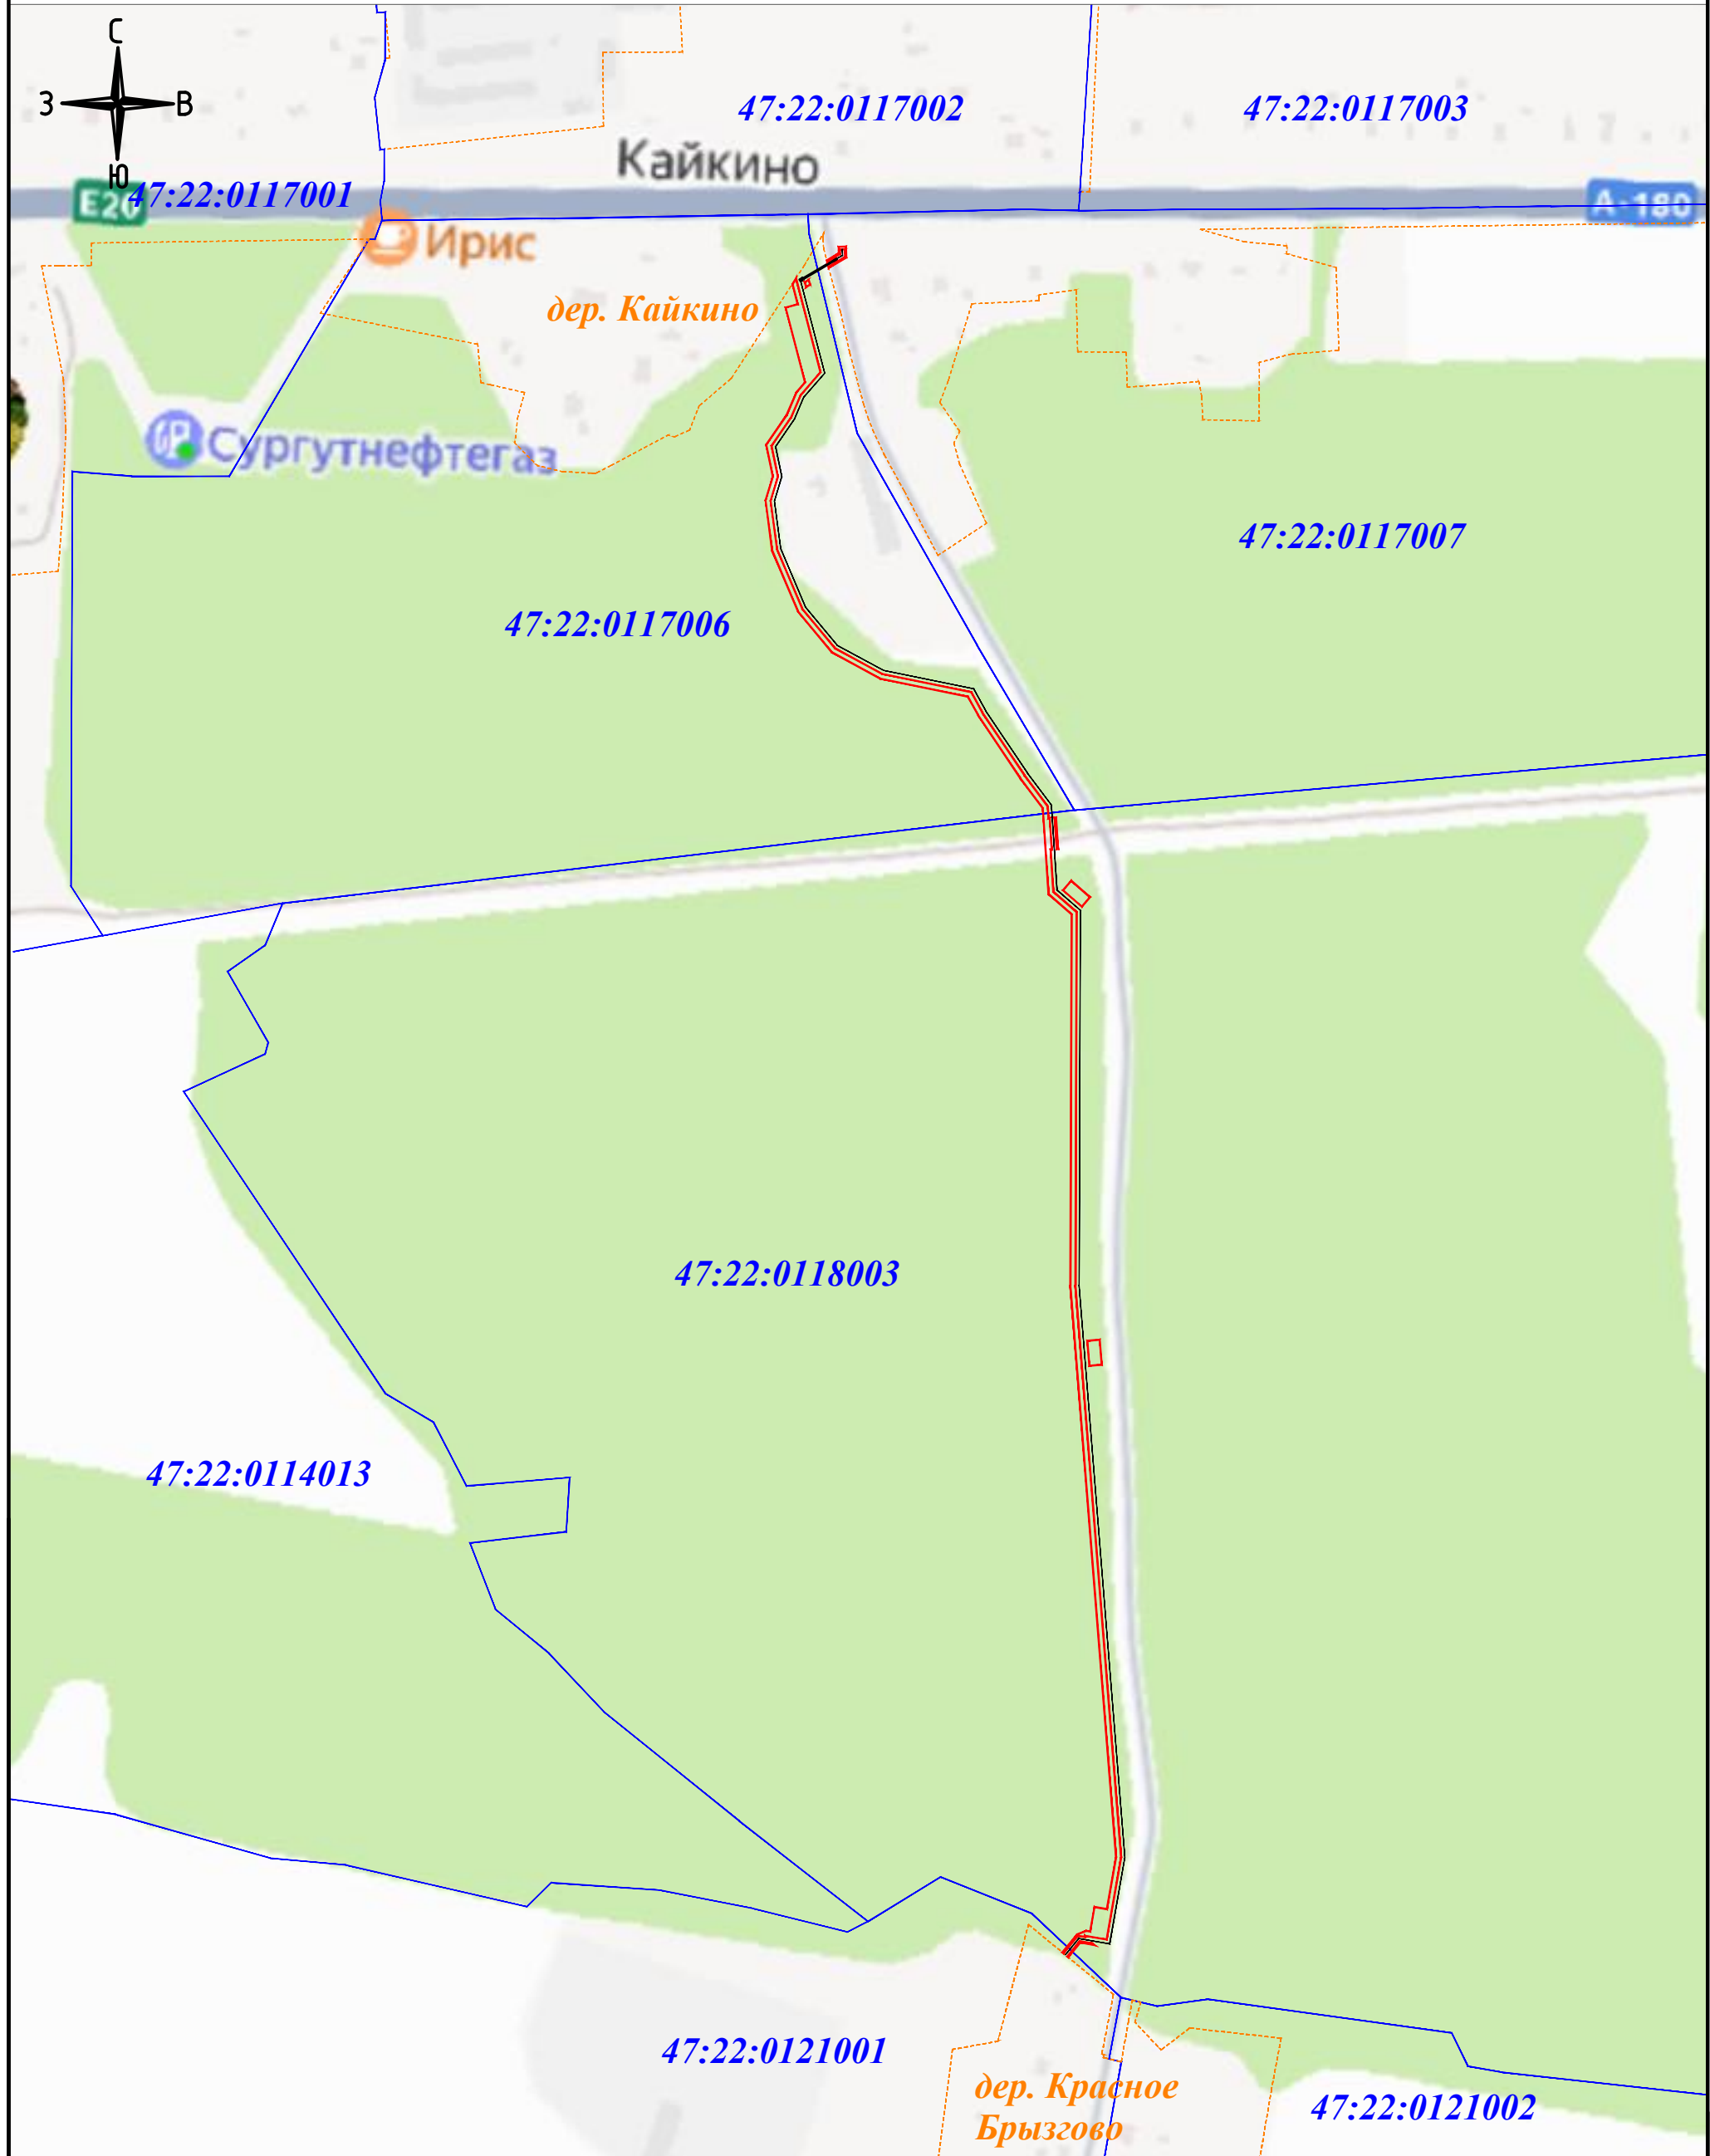 С
З
В
Ю
47:22:0117002
47:22:0117003
Кайкино
E20
47:22:0117001
А-180
Ирис
дер. Кайкино
Сургутнефтегаз
47:22:0117007
47:22:0117006
47:22:0118003
47:22:0114013
47:22:0121001
дер. Красное
Брызгово
47:22:0121002